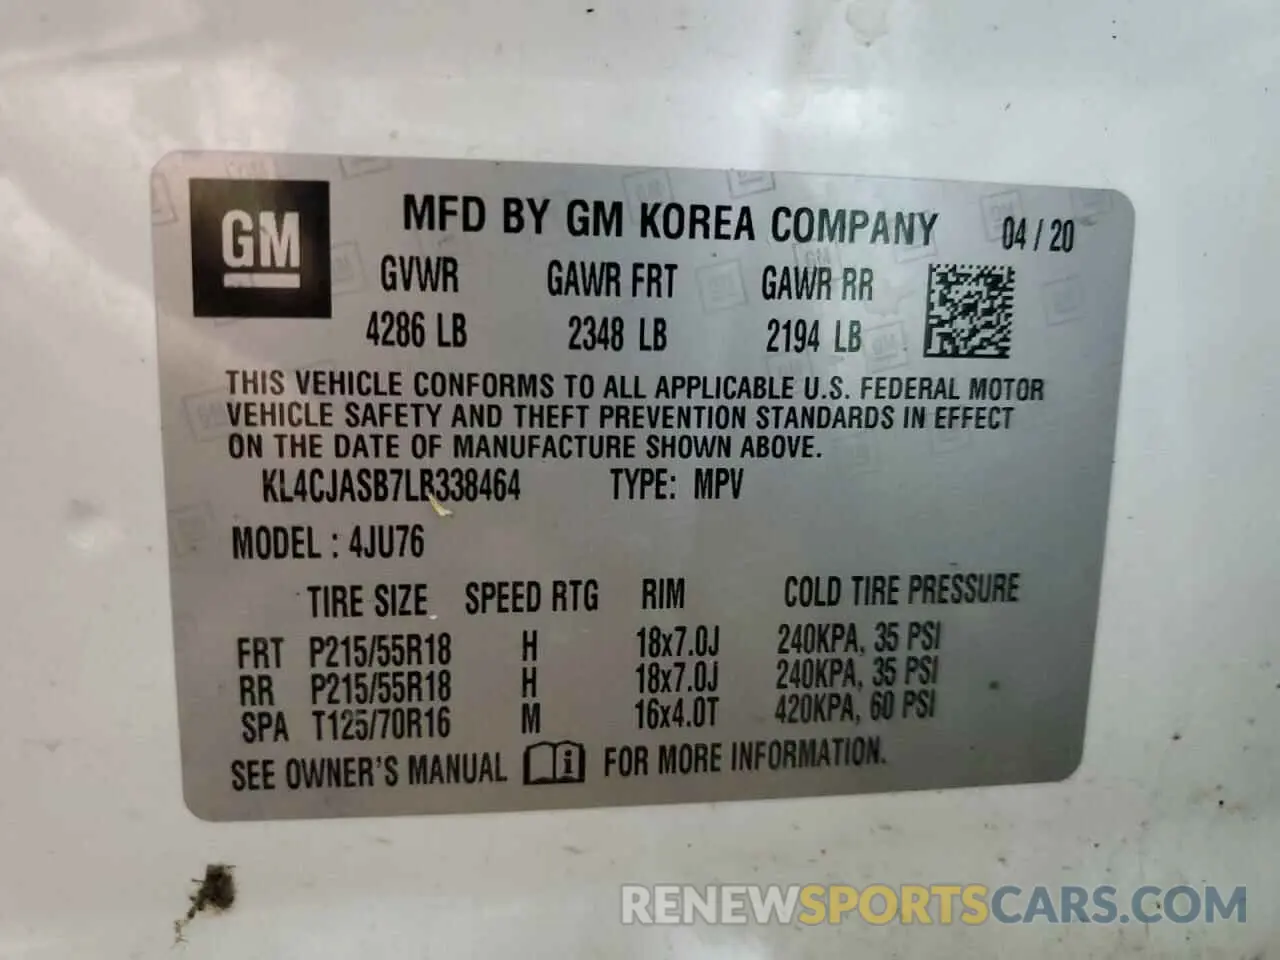 GM
MFD BY GM KOREA COMPANY 04 / 20
GVWR GAWR FRT GAWR RR
4286 LB 2348 LB 2194 LB
THIS VEHICLE CONFORMS TO ALL APPLICABLE U.S. FEDERAL MOTOR
VEHICLE SAFETY AND THEFT PREVENTION STANDARDS IN EFFECT
ON THE DATE OF MANUFACTURE SHOWN ABOVE.
KL4CJASB7LB338464 TYPE: MPV
MODEL : 4JU76
TIRE SIZE SPEED RTG RIM COLD TIRE PRESSURE
FRT P215/55R18 H 18x7.0J 240KPA, 35 PSI
RR P215/55R18 H 18x7.0J 240KPA, 35 PSI
SPA T125/70R16 M 16x4.0T 420KPA, 60 PSI
SEE OWNER'S MANUAL i FOR MORE INFORMATION.
RENEWSPORTSCARS.COM